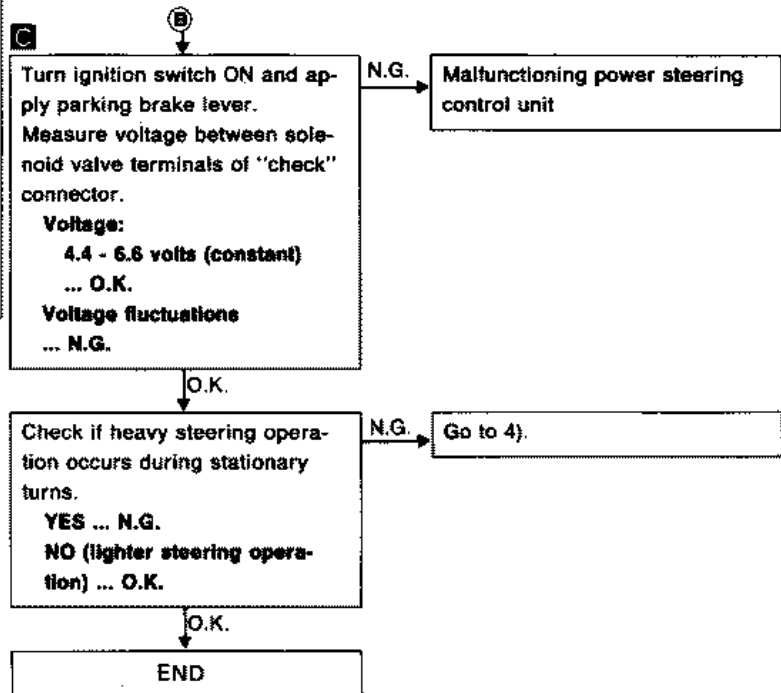 B
C
Turn ignition switch ON and ap-
ply parking brake lever.
Measure voltage between sole-
noid valve terminals of "check"
connector.
Voltage:
4.4 - 6.6 volts (constant)
... O.K.
Voltage fluctuations
... N.G.
N.G.
Malfunctioning power steering
control unit
O.K.
Check if heavy steering opera-
tion occurs during stationary
turns.
YES ... N.G.
NO (lighter steering opera-
tion) ... O.K.
N.G.
Go to 4).
O.K.
END